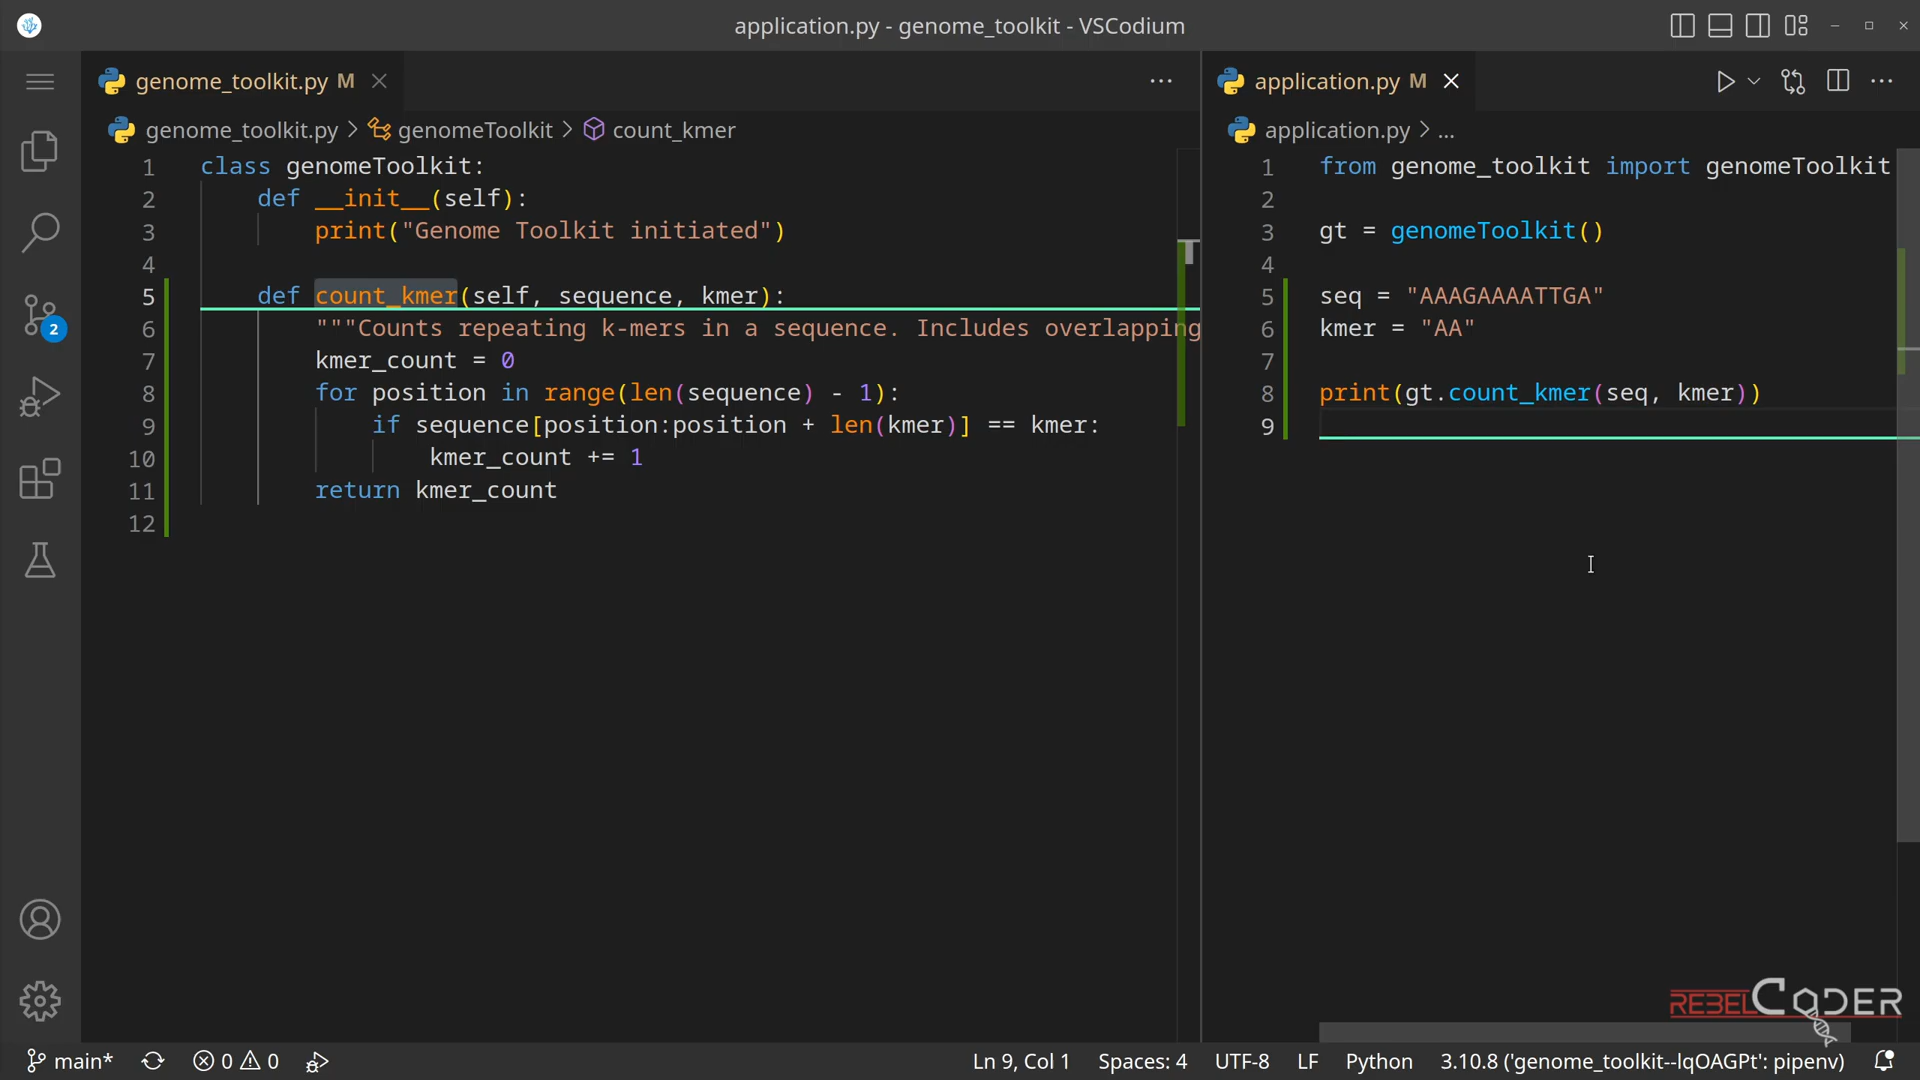 application.py - genome_toolkit - VSCodium
genome_toolkit.py M
genome_toolkit.py > genomeToolkit > count_kmer
1 class genomeToolkit:
2     def __init__(self):
3         print("Genome Toolkit initiated")
4
5     def count_kmer(self, sequence, kmer):
6         """Counts repeating k-mers in a sequence. Includes overlapping
7         kmer_count = 0
8         for position in range(len(sequence) - 1):
9             if sequence[position:position + len(kmer)] == kmer:
10                 kmer_count += 1
11         return kmer_count
12
application.py M
application.py > ...
1 from genome_toolkit import genomeToolkit
2
3 gt = genomeToolkit()
4
5 seq = "AAAGAAAATTGA"
6 kmer = "AA"
7
8 print(gt.count_kmer(seq, kmer))
9
2
REBELCODER
main* 0 0 Ln 9, Col 1 Spaces: 4 UTF-8 LF Python 3.10.8 ('genome_toolkit--lqOAGPt': pipenv)